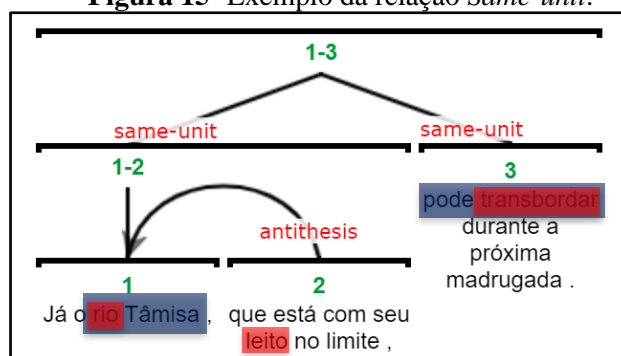 Figura 15- Exemplo da relação Same-unit.
1-3
same-unit
same-unit
1-2
3
pode transbordar
durante a
próxima
madrugada .
antithesis
1
2
Já o rio Tâmisa ,
que está com seu
leito no limite ,